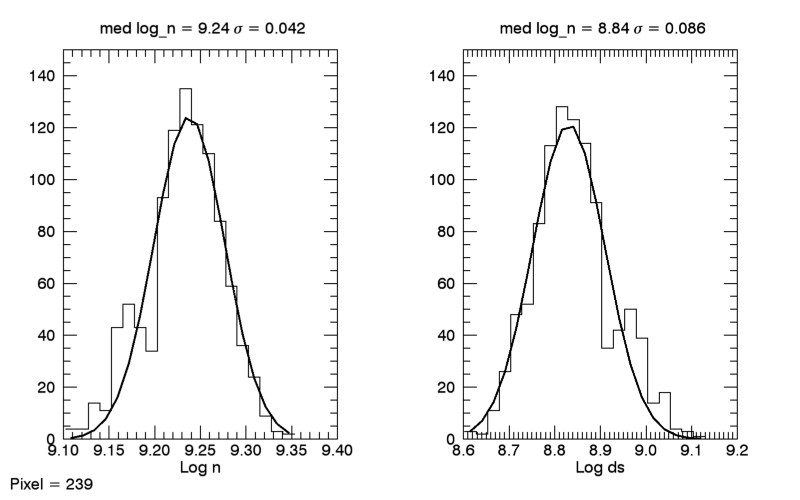 med log_n = 9.24 σ = 0.042
140
120
100
80
60
40
20
0
9.10 9.15 9.20 9.25 9.30 9.35 9.40
Log n
med log_n = 8.84 σ = 0.086
140
120
100
80
60
40
20
0
8.6 8.7 8.8 8.9 9.0 9.1 9.2
Log ds
Pixel = 239